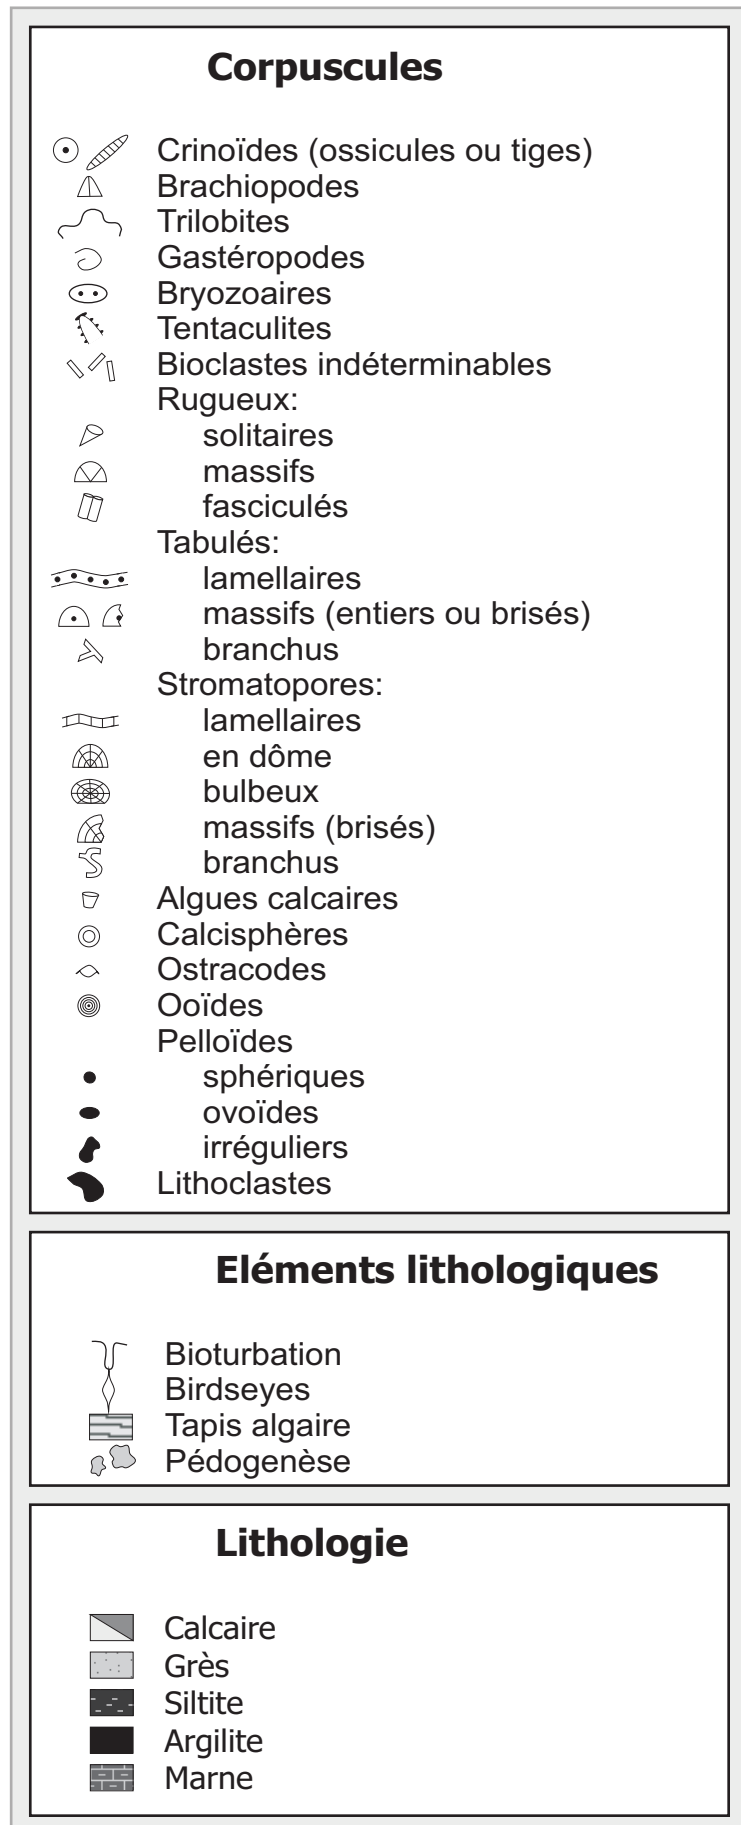 Corpuscules
Crinoïdes (ossicules ou tiges)
Brachiopodes
Trilobites
Gastéropodes
Bryozoaires
Tentaculites
Bioclastes indéterminables
Rugueux:
solitaires
massifs
fasciculés
Tabulés:
lamellaires
massifs (entiers ou brisés)
branchus
Stromatopores:
lamellaires
en dôme
bulbeux
massifs (brisés)
branchus
Algues calcaires
Calcisphères
Ostracodes
Ooïdes
Pelloïdes
sphériques
ovoïdes
irréguliers
Lithoclastes
Eléments lithologiques
Bioturbation
Birdseyes
Tapis algaire
Pédogenèse
Lithologie
Calcaire
Grès
Siltite
Argilite
Marne